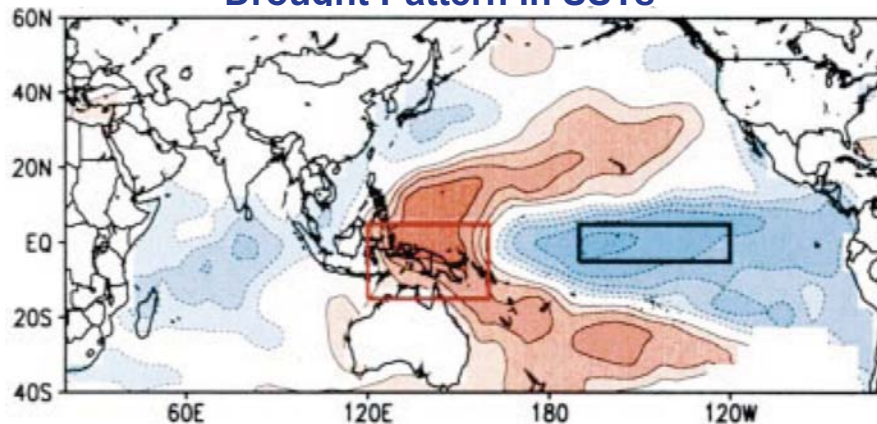 Drought Pattern in SSTs
60N
40N
20N
EQ
20S
40S
60E 120E 180 120W